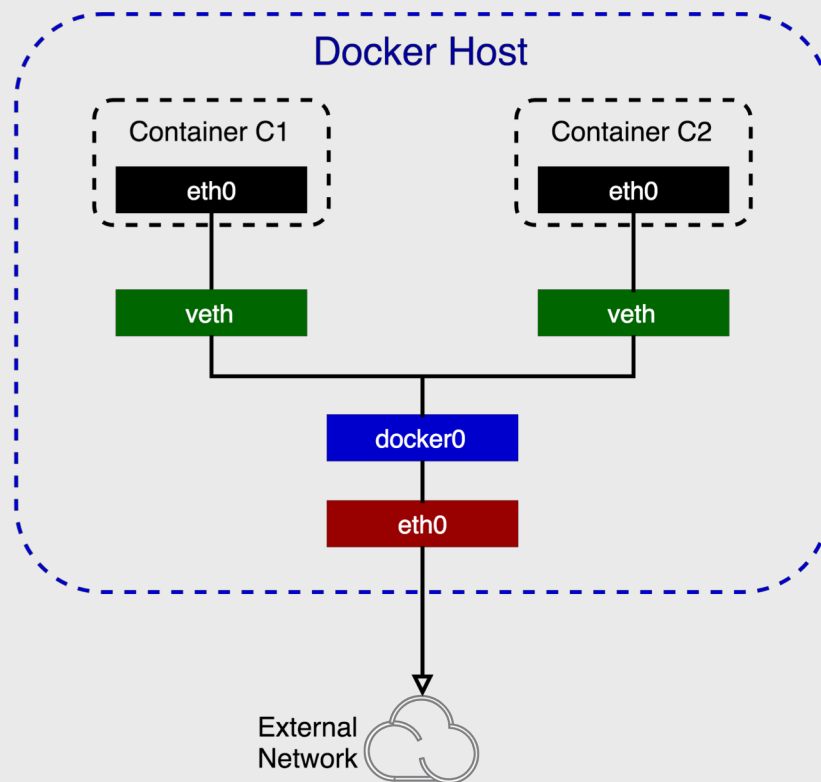 Docker Host
Container C1
Container C2
eth0
eth0
veth
veth
docker0
eth0
External
Network